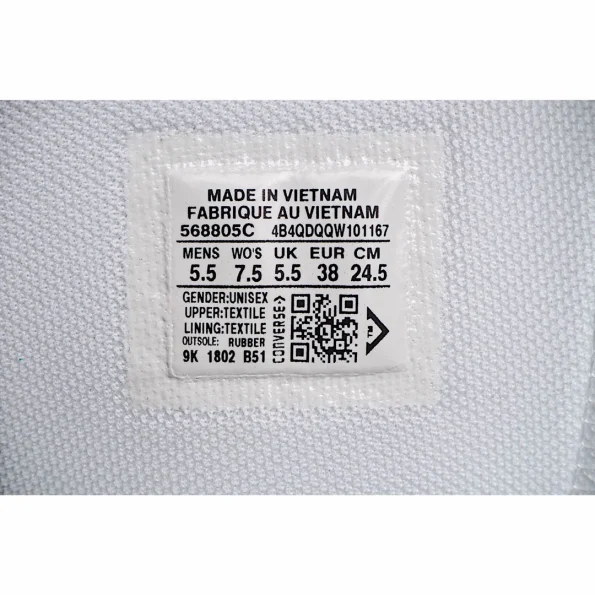 MADE IN VIETNAM
FABRIQUE AU VIETNAM
568805C 4B4QDQQW101167
MENS WO'S UK EUR CM
5.5 7.5 5.5 38 24.5
GENDER:UNISEX
UPPER:TEXTILE
LINING:TEXTILE
OUTSOLE: RUBBER
9K 1802 B51
CONVERSE